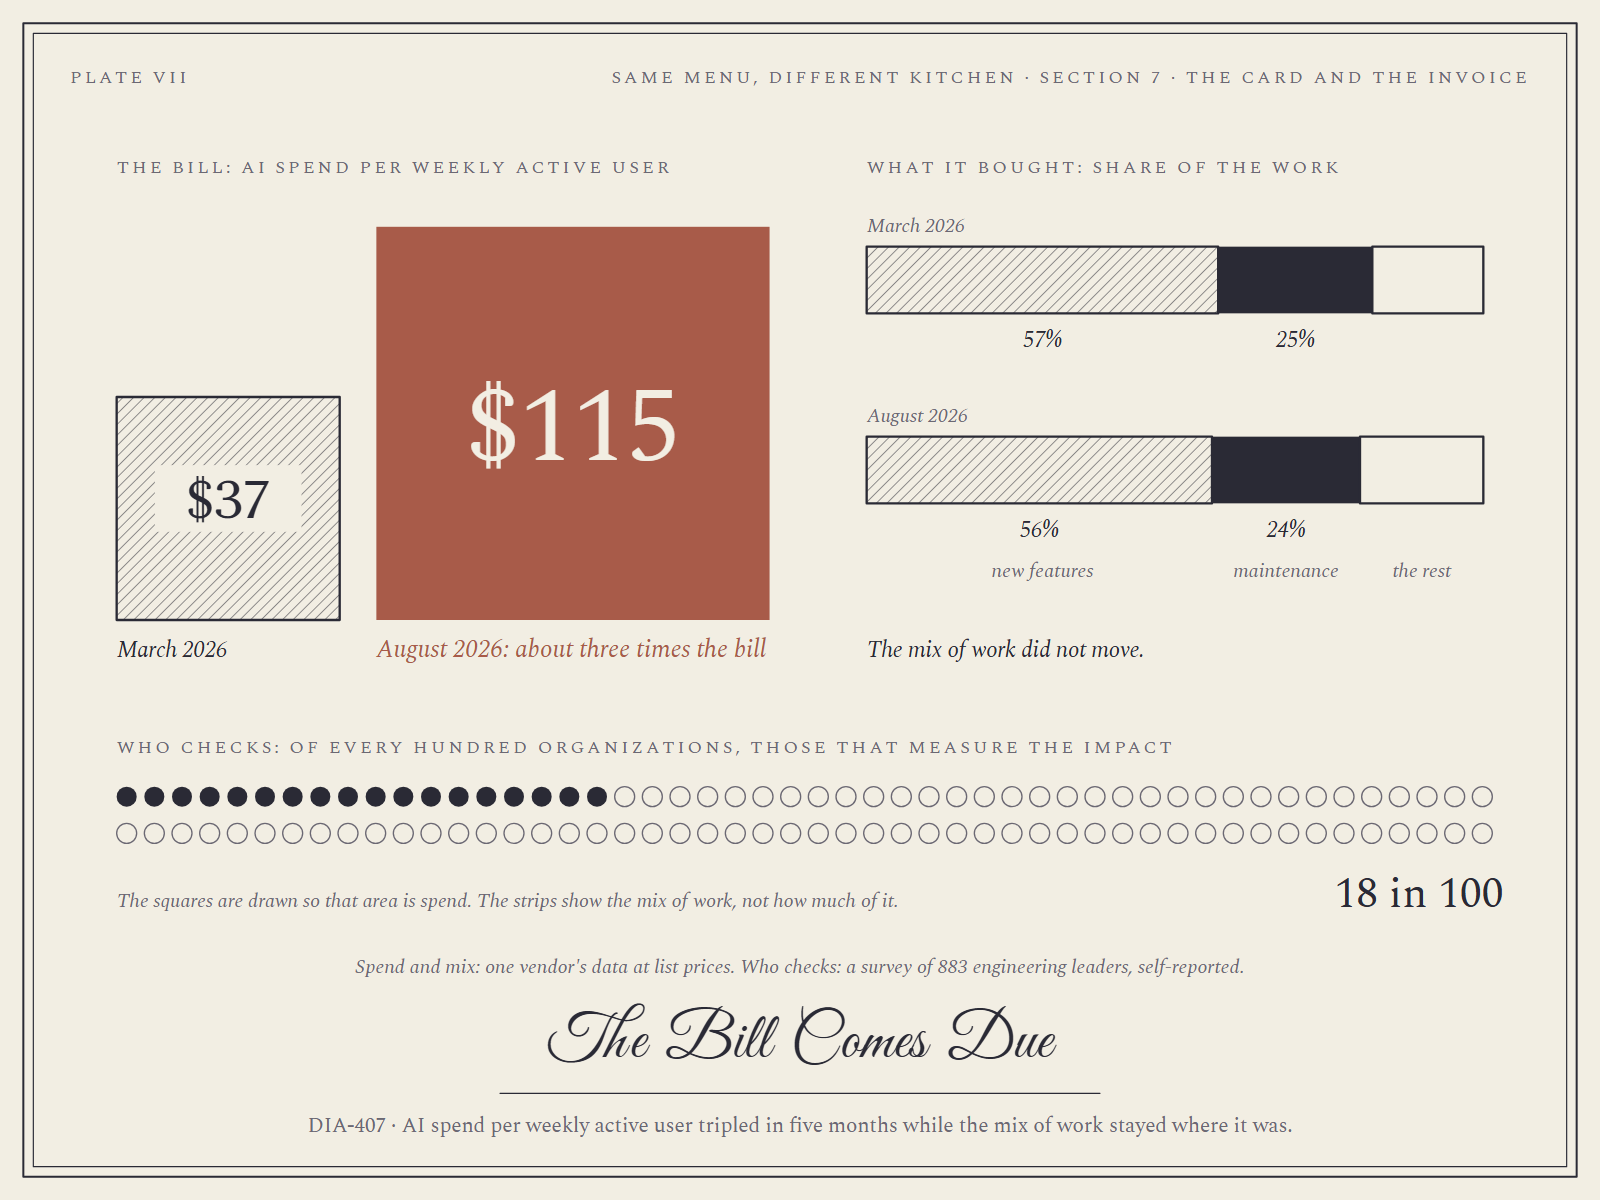 PLATE VII
SAME MENU, DIFFERENT KITCHEN · SECTION 7 · THE CARD AND THE INVOICE
THE BILL: AI SPEND PER WEEKLY ACTIVE USER
$37
$115
March 2026
August 2026: about three times the bill
WHAT IT BOUGHT: SHARE OF THE WORK
March 2026
57%
25%
August 2026
56%
24%
new features
maintenance
the rest
The mix of work did not move.
WHO CHECKS: OF EVERY HUNDRED ORGANIZATIONS, THOSE THAT MEASURE THE IMPACT
18 in 100
The squares are drawn so that area is spend. The strips show the mix of work, not how much of it.
Spend and mix: one vendor's data at list prices. Who checks: a survey of 883 engineering leaders, self-reported.
The Bill Comes Due
DIA-407 · AI spend per weekly active user tripled in five months while the mix of work stayed where it was.